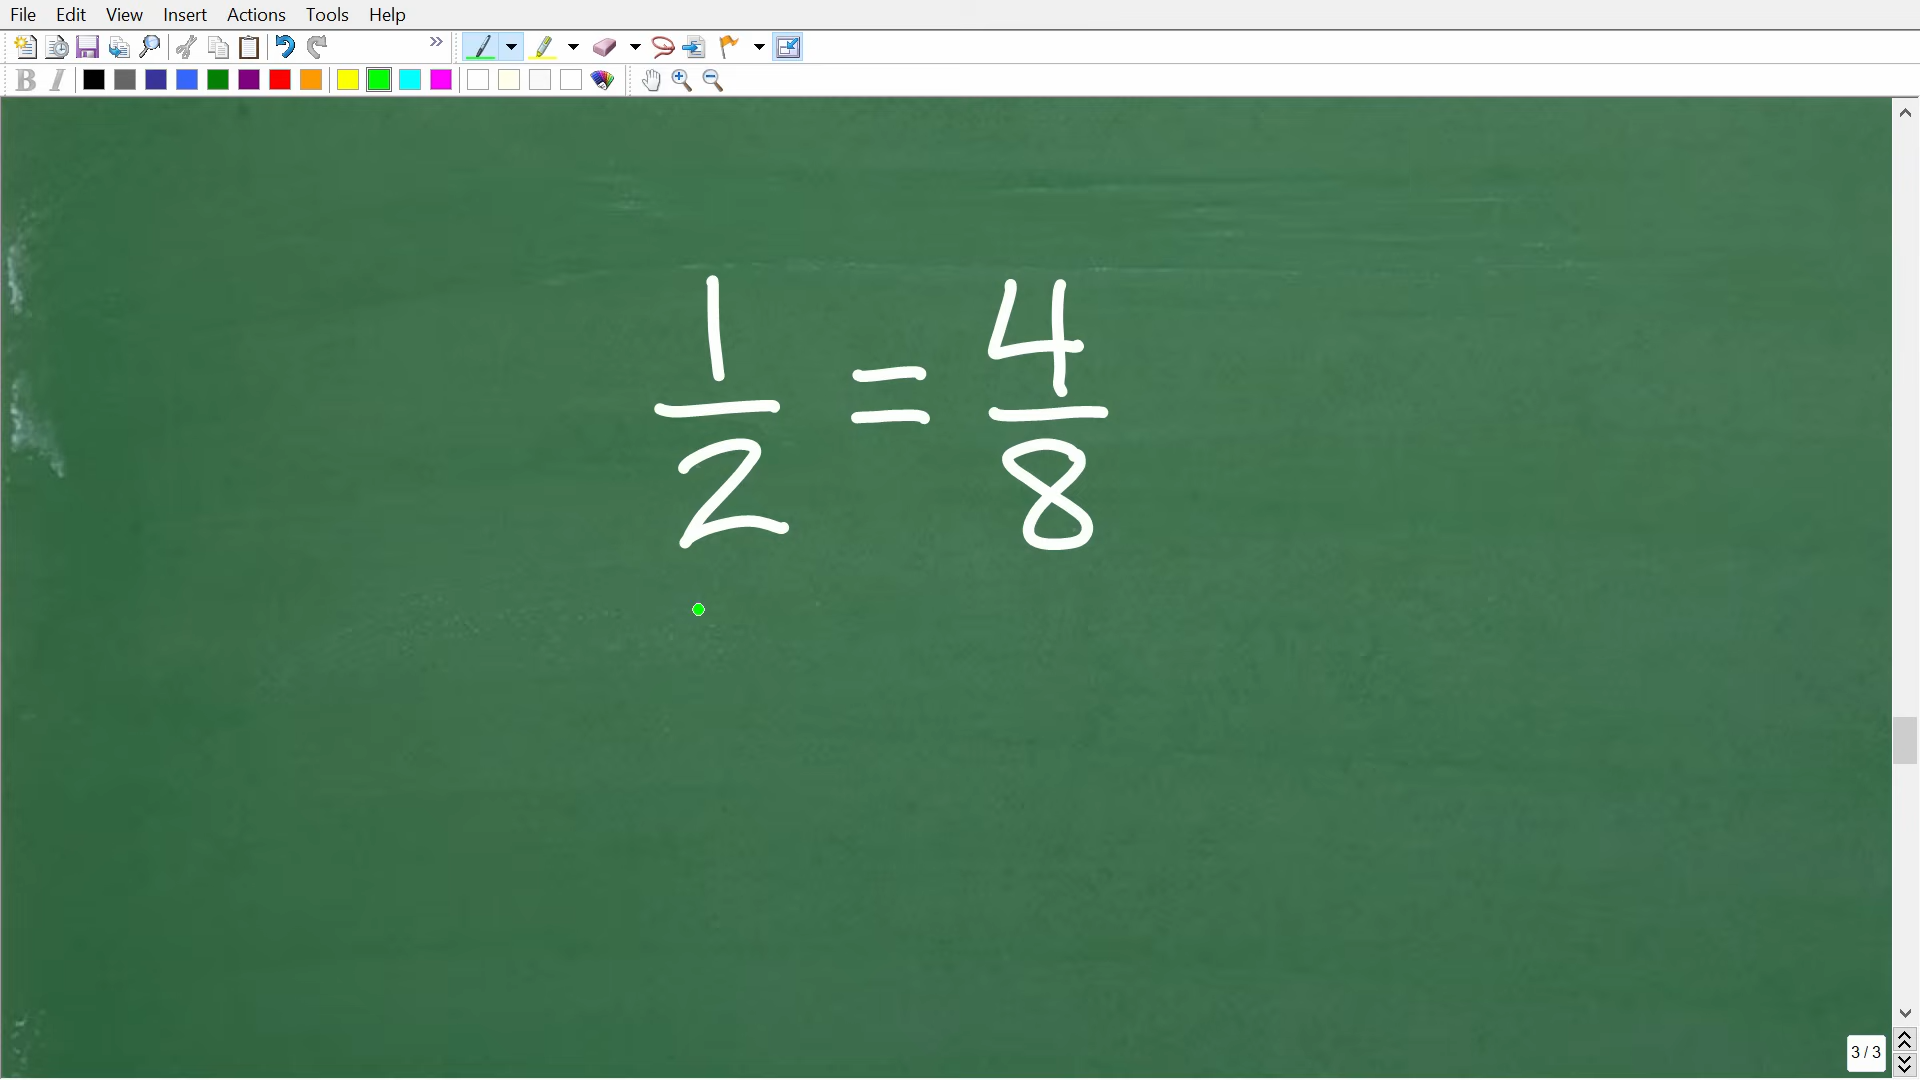 File Edit View Insert Actions Tools Help
»
B I
1/2 = 4/8
3 / 3